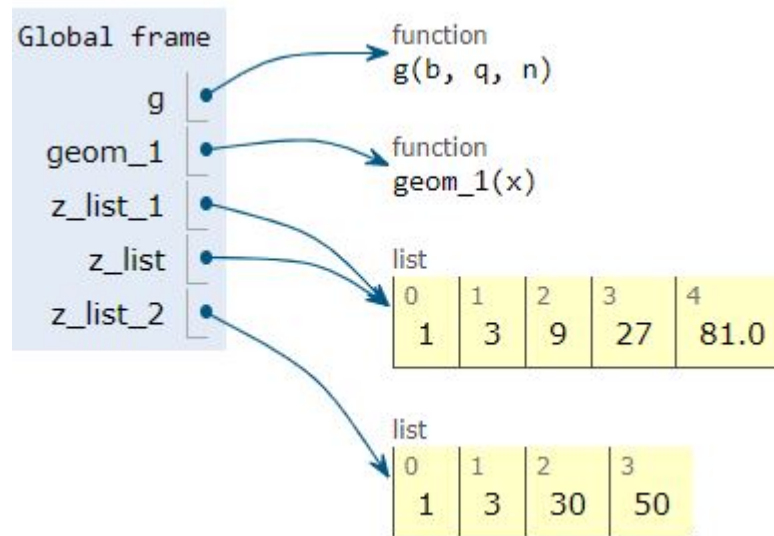 Global frame
g
geom_1
z_list_1
z_list
z_list_2
function
g(b, q, n)
function
geom_1(x)
list
0 1 2 3 4
1 3 9 27 81.0
list
0 1 2 3
1 3 30 50